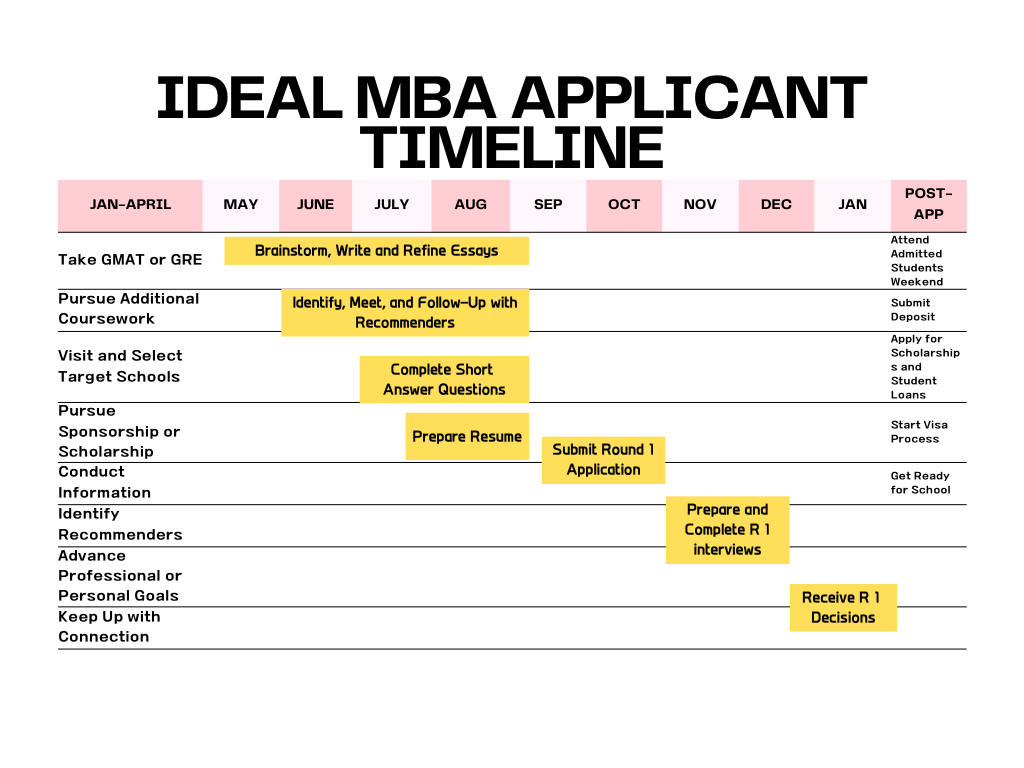 IDEAL MBA APPLICANT
TIMELINE
JAN-APRIL
MAY
JUNE
JULY
AUG
SEP
OCT
NOV
DEC
JAN
POST-
APP
Take GMAT or GRE
Brainstorm, Write and Refine Essays
Attend
Admitted
Students
Weekend
Pursue Additional
Coursework
Identify, Meet, and Follow-Up with
Recommenders
Submit
Deposit
Visit and Select
Target Schools
Complete Short
Answer Questions
Apply for
Scholarship
s and
Student
Loans
Pursue
Sponsorship or
Scholarship
Prepare Resume
Submit Round 1
Application
Start Visa
Process
Conduct
Information
Get Ready
for School
Identify
Recommenders
Prepare and
Complete R 1
interviews
Advance
Professional or
Personal Goals
Receive R 1
Decisions
Keep Up with
Connection